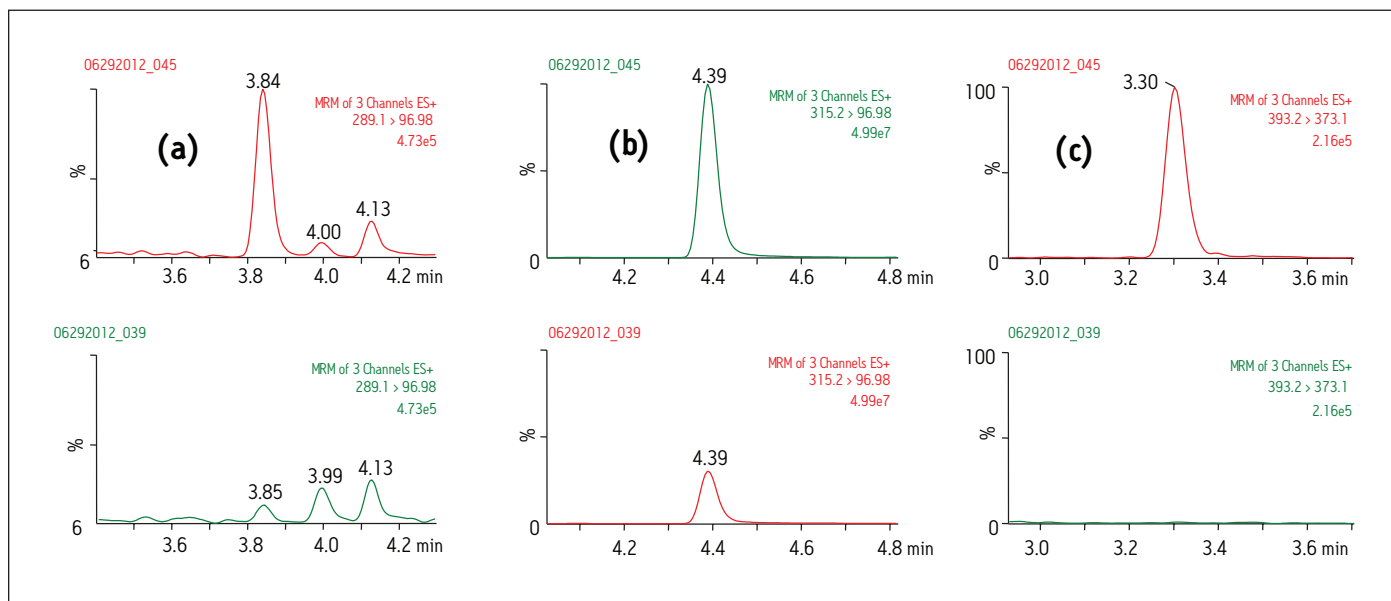 06292012_045
3.84
MRM of 3 Channels ES+
289.1 > 96.98
4.73e5
(a)
4.00
4.13
%
6
3.6 3.8 4.0 4.2 min
06292012_045
4.39
MRM of 3 Channels ES+
315.2 > 96.98
4.99e7
(b)
%
0
4.2 4.4 4.6 4.8 min
06292012_045
3.30
100
MRM of 3 Channels ES+
393.2 > 373.1
2.16e5
(c)
%
0
3.0 3.2 3.4 3.6 min
06292012_039
MRM of 3 Channels ES+
289.1 > 96.98
4.73e5
%
3.85
3.99
4.13
6
3.6 3.8 4.0 4.2 min
06292012_039
MRM of 3 Channels ES+
315.2 > 96.98
4.99e7
%
4.39
0
4.2 4.4 4.6 4.8 min
06292012_039
100
MRM of 3 Channels ES+
393.2 > 373.1
2.16e5
%
0
3.0 3.2 3.4 3.6 min